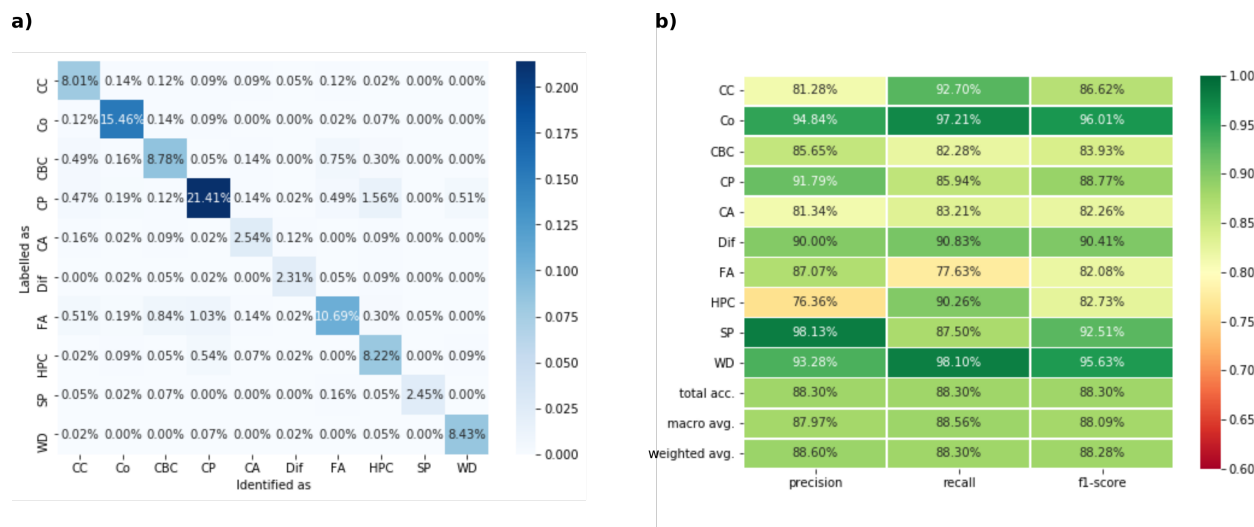 a)
CC 8.01% 0.14% 0.12% 0.09% 0.09% 0.05% 0.12% 0.02% 0.00% 0.00%
Co 0.12% 15.46% 0.14% 0.09% 0.00% 0.00% 0.02% 0.07% 0.00% 0.00%
CBC 0.49% 0.16% 8.78% 0.05% 0.14% 0.00% 0.75% 0.30% 0.00% 0.00%
CP 0.47% 0.19% 0.12% 21.41% 0.14% 0.02% 0.49% 1.56% 0.00% 0.51%
CA 0.16% 0.02% 0.09% 0.02% 2.54% 0.12% 0.00% 0.09% 0.00% 0.00%
Dif 0.00% 0.02% 0.05% 0.02% 0.00% 2.31% 0.05% 0.09% 0.00% 0.00%
FA 0.51% 0.19% 0.84% 1.03% 0.14% 0.02% 10.69% 0.30% 0.05% 0.00%
HPC 0.02% 0.09% 0.05% 0.54% 0.07% 0.02% 0.00% 8.22% 0.00% 0.09%
SP 0.05% 0.02% 0.07% 0.00% 0.00% 0.00% 0.16% 0.05% 2.45% 0.00%
WD 0.02% 0.00% 0.00% 0.07% 0.00% 0.02% 0.00% 0.05% 0.00% 8.43%
CC Co CBC CP CA Dif FA HPC SP WD
Identified as
Labelled as
0.200
0.175
0.150
0.125
0.100
0.075
0.050
0.025
0.000
b)
CC 81.28% 92.70% 86.62%
Co 94.84% 97.21% 96.01%
CBC 85.65% 82.28% 83.93%
CP 91.79% 85.94% 88.77%
CA 81.34% 83.21% 82.26%
Dif 90.00% 90.83% 90.41%
FA 87.07% 77.63% 82.08%
HPC 76.36% 90.26% 82.73%
SP 98.13% 87.50% 92.51%
WD 93.28% 98.10% 95.63%
total acc. 88.30% 88.30% 88.30%
macro avg. 87.97% 88.56% 88.09%
weighted avg. 88.60% 88.30% 88.28%
precision recall f1-score
1.00
0.95
0.90
0.85
0.80
0.75
0.70
0.65
0.60